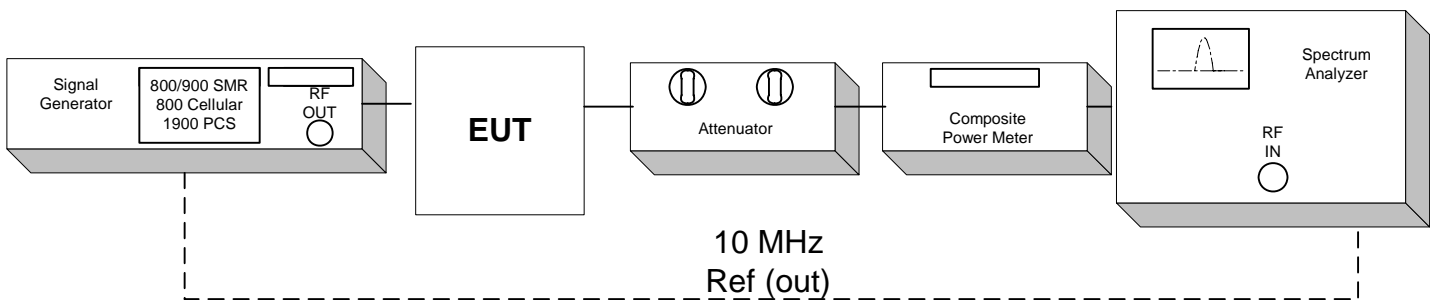 Signal
Generator
800/900 SMR
800 Cellular
1900 PCS
RF
OUT
EUT
Attenuator
Composite
Power Meter
Spectrum
Analyzer
RF
IN
10 MHz
Ref (out)